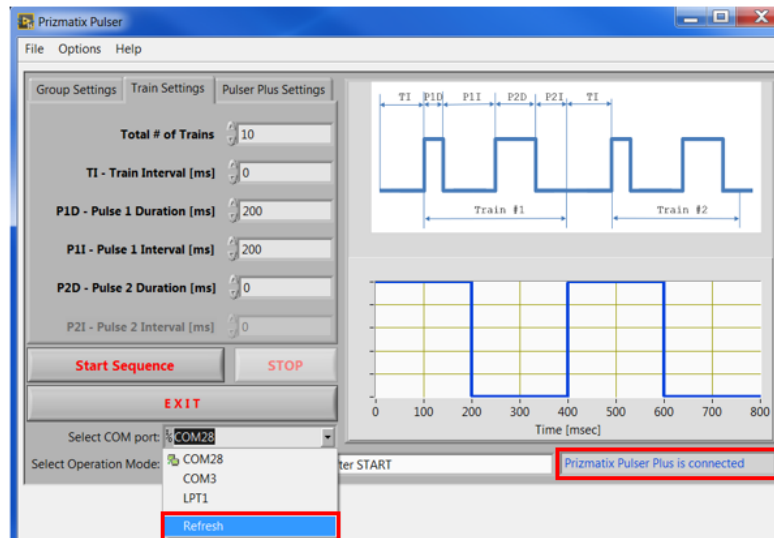 Prizmatix Pulser
File Options Help
Group Settings Train Settings Pulser Plus Settings
Total # of Trains 10
TI - Train Interval [ms] 0
P1D - Pulse 1 Duration [ms] 200
P1I - Pulse 1 Interval [ms] 200
P2D - Pulse 2 Duration [ms] 0
P2I - Pulse 2 Interval [ms] 0
Start Sequence STOP
EXIT
Select COM port: COM28
Select Operation Mode: ter START
COM28
COM3
LPT1
Refresh
TI P1D P1I P2D P2I TI
Train #1 Train #2
0 100 200 300 400 500 600 700 800
Time [msec]
Prizmatix Pulser Plus is connected